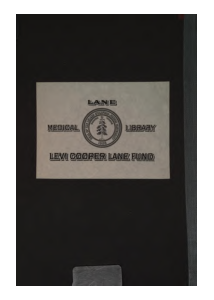 LANE
MEDICAL LIBRARY
LEVI COOPER LANE FUND